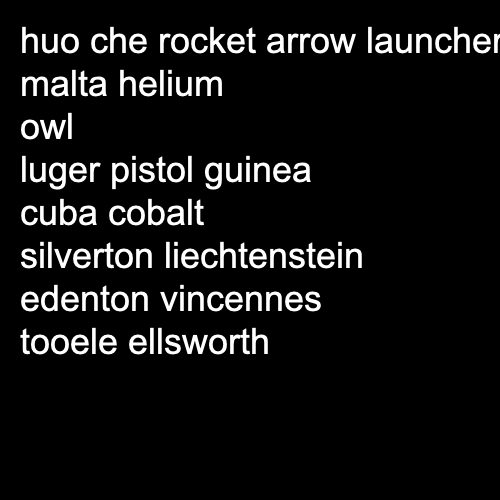 huo che rocket arrow launcher
malta helium
owl
luger pistol guinea
cuba cobalt
silverton liechtenstein
edenton vincennes
tooele ellsworth